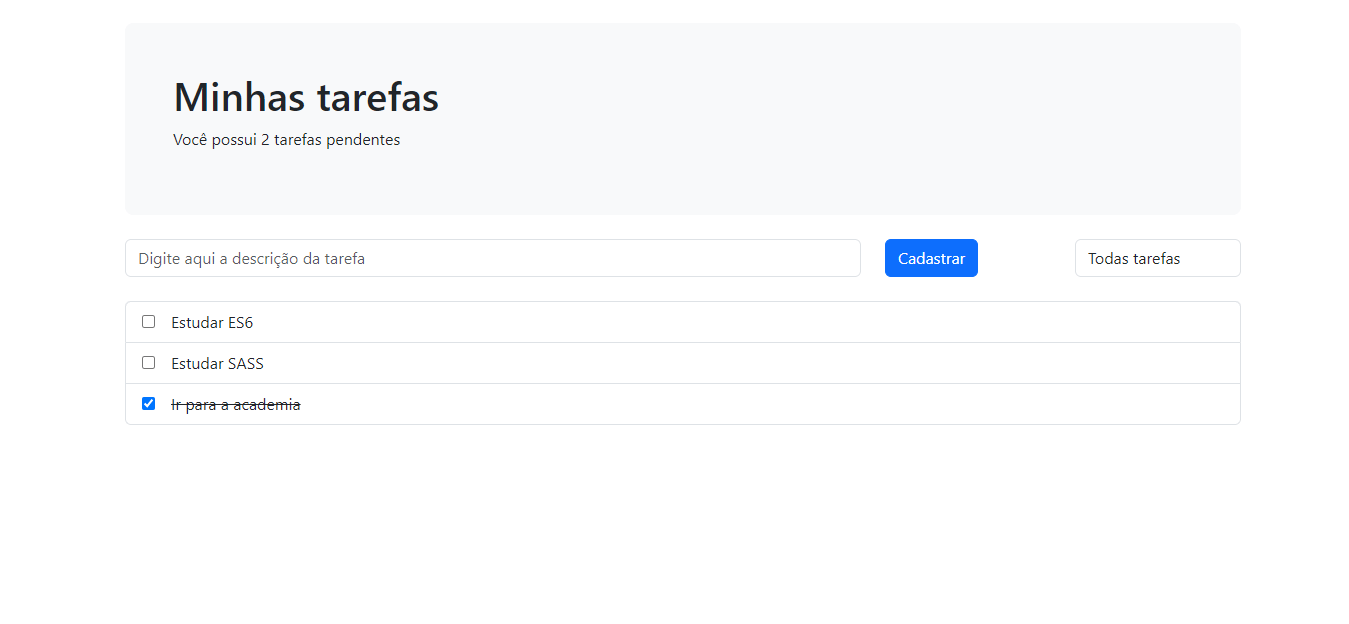 Minhas tarefas
Você possui 2 tarefas pendentes
Digite aqui a descrição da tarefa
Cadastrar
Todas tarefas
Estudar ES6
Estudar SASS
Ir para a academia